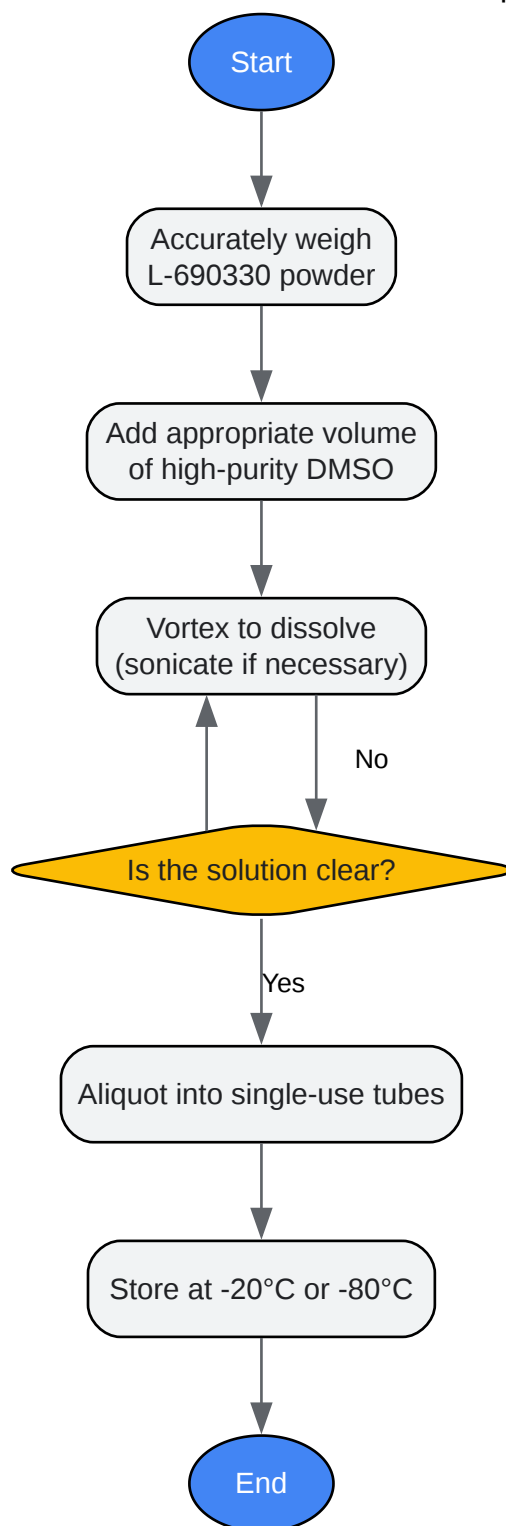 Start
Accurately weigh
L-690330 powder
Add appropriate volume
of high-purity DMSO
Vortex to dissolve
(sonicate if necessary)
No
Is the solution clear?
Yes
Aliquot into single-use tubes
Store at -20°C or -80°C
End